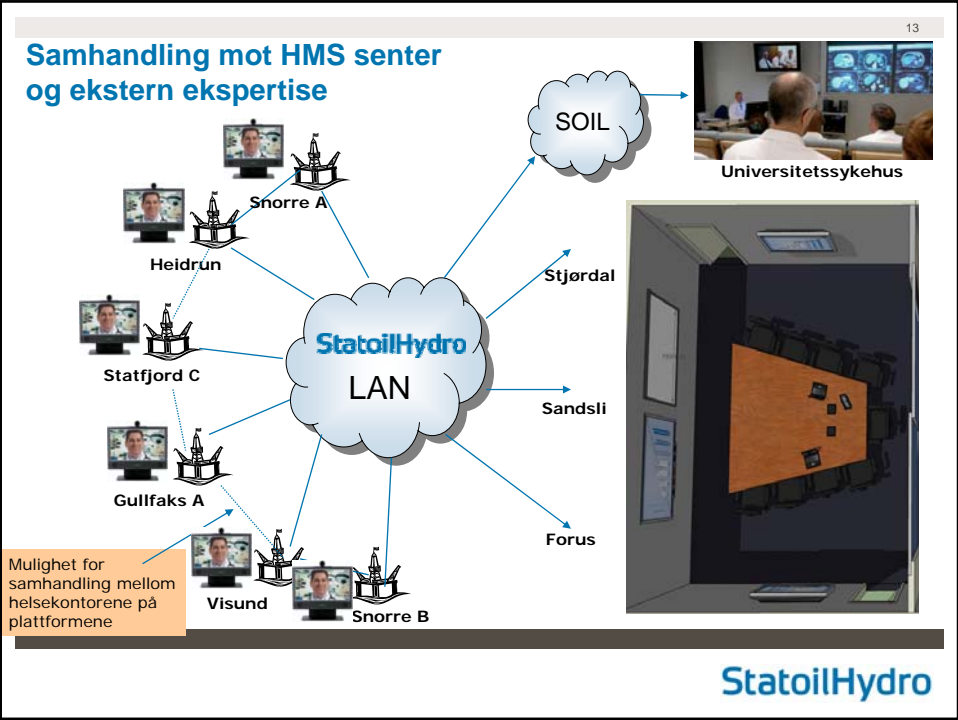 13
Samhandling mot HMS senter
og ekstern ekspertise
SOIL
Universitetssykehus
Snorre A
Heidrun
Stjørdal
StatoilHydro
LAN
Statfjord C
Sandsli
Gullfaks A
Forus
Mulighet for
samhandling mellom
helsekontorene på
plattformene
Visund
Snorre B
StatoilHydro